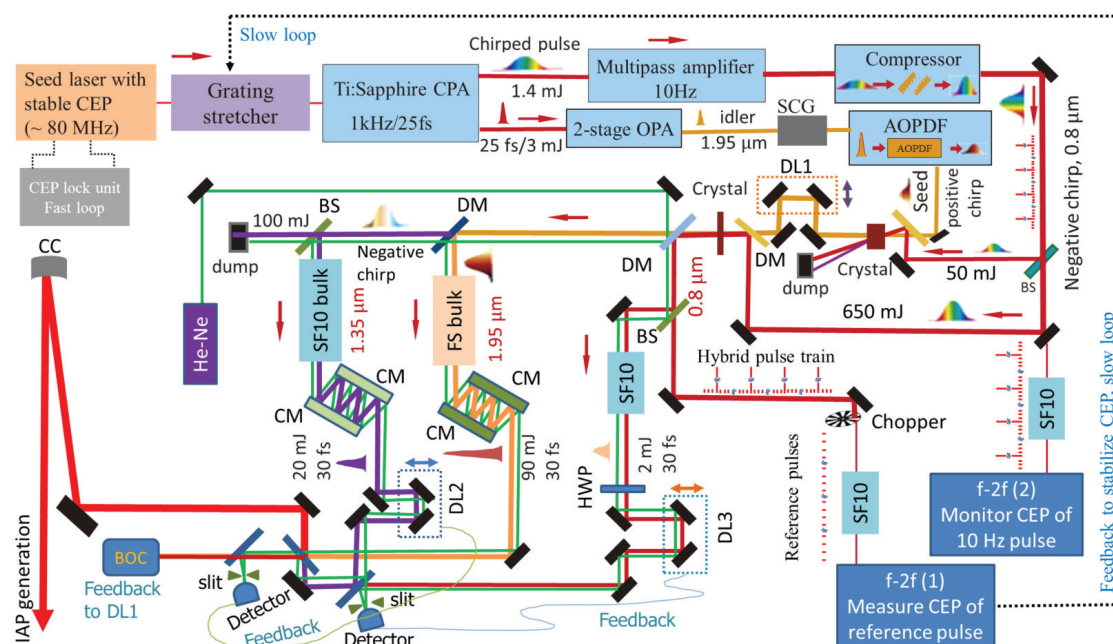 Slow loop
Seed laser with
stable CEP
(~ 80 MHz)
Grating
stretcher
Ti:Sapphire CPA
1kHz/25fs
Chirped pulse
1.4 mJ
Multipass amplifier
10Hz
Compressor
25 fs/3 mJ
2-stage OPA
idler
1.95 μm
SCG
AOPDF
AOPDF
CEP lock unit
Fast loop
Negative chirp, 0.8 μm
Seed
positive
chirp
DL1
Crystal
DM
DM
Crystal
dump
50 mJ
BS
650 mJ
CC
100 mJ
BS
DM
Negative
chirp
dump
He-Ne
SF10 bulk
1.35 μm
FS bulk
1.95 μm
0.8 μm
BS
SF10
Hybrid pulse train
Chopper
Reference pulses
SF10
SF10
CM
CM
CM
CM
20 mJ
30 fs
90 mJ
30 fs
2 mJ
30 fs
HWP
DL2
DL3
f-2f (2)
Monitor CEP of
10 Hz pulse
f-2f (1)
Measure CEP of
reference pulse
Feedback to stabilize CEP, slow loop
BOC
Feedback
to DL1
slit
Detector
Feedback
slit
Detector
Feedback
IAP generation